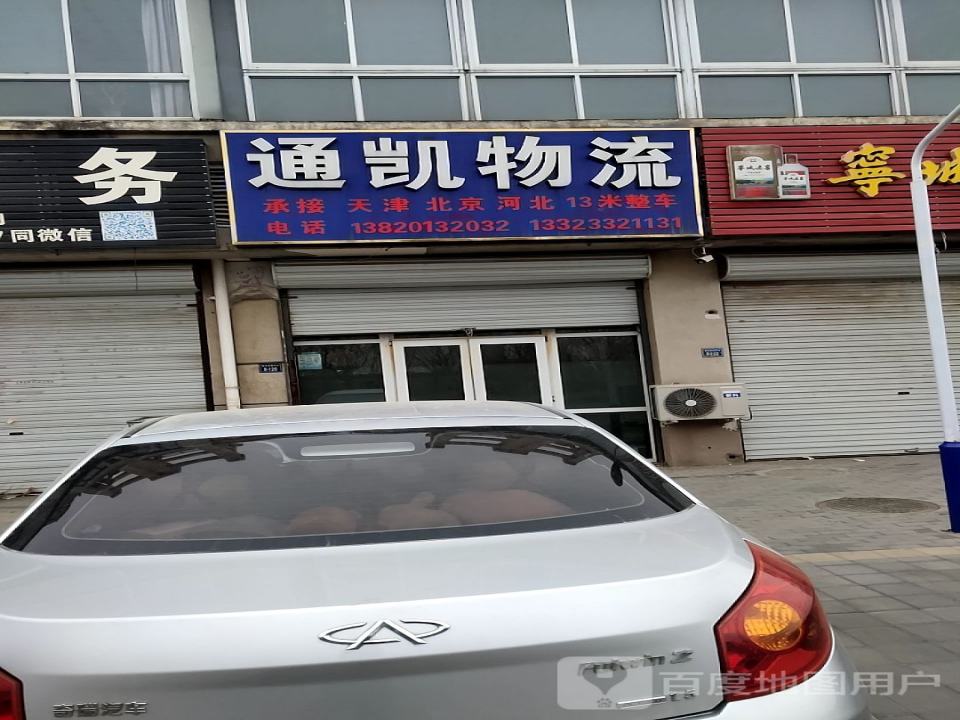 务
同微信
通凯物流
承接 天津 北京 河北 13米整车
电话 13820132032 13323321131
寧城
奇瑞汽车
百度地图用户